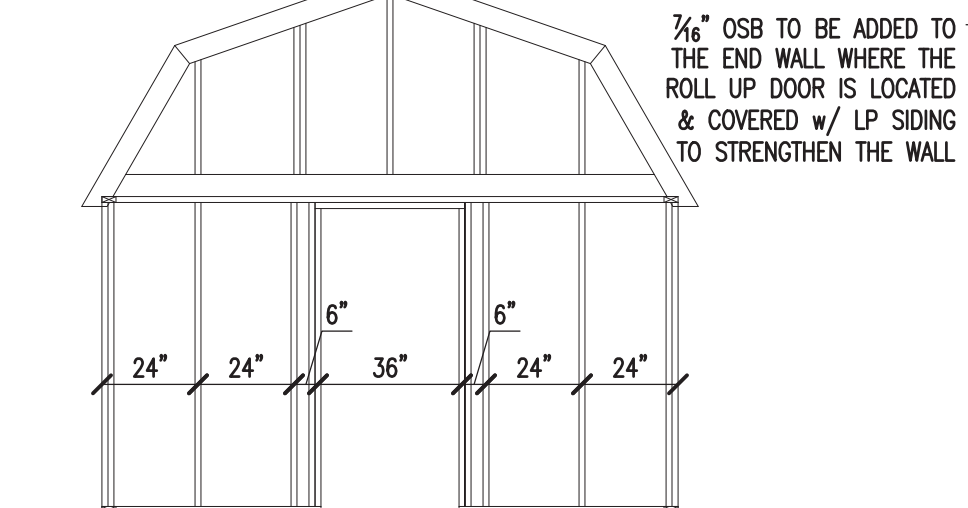 ⁷⁄₁₆" OSB TO BE ADDED TO
THE END WALL WHERE THE
ROLL UP DOOR IS LOCATED
& COVERED w/ LP SIDING
TO STRENGTHEN THE WALL
6" 6"
24" 24" 36" 24" 24"